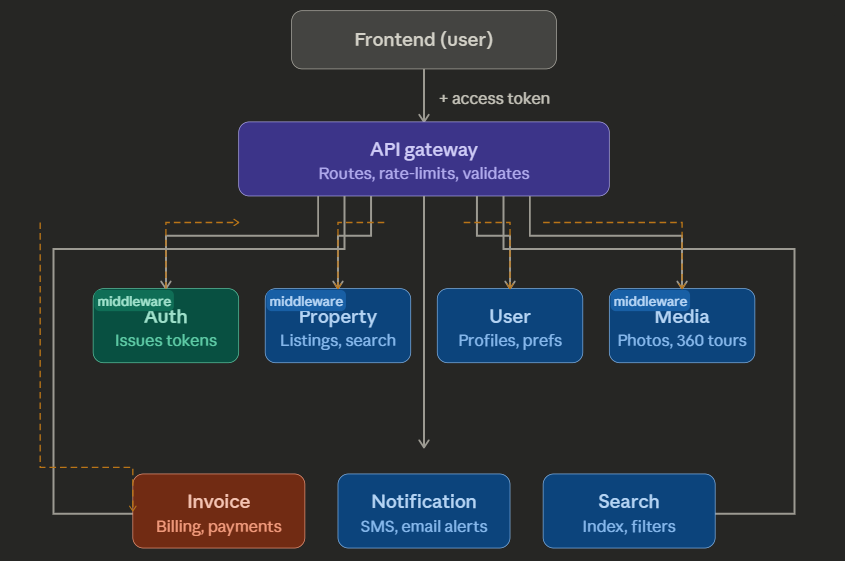 Frontend (user)
+ access token
API gateway
Routes, rate-limits, validates
middleware
Auth
Issues tokens
middleware
Property
Listings, search
User
Profiles, prefs
middleware
Media
Photos, 360 tours
Invoice
Billing, payments
Notification
SMS, email alerts
Search
Index, filters